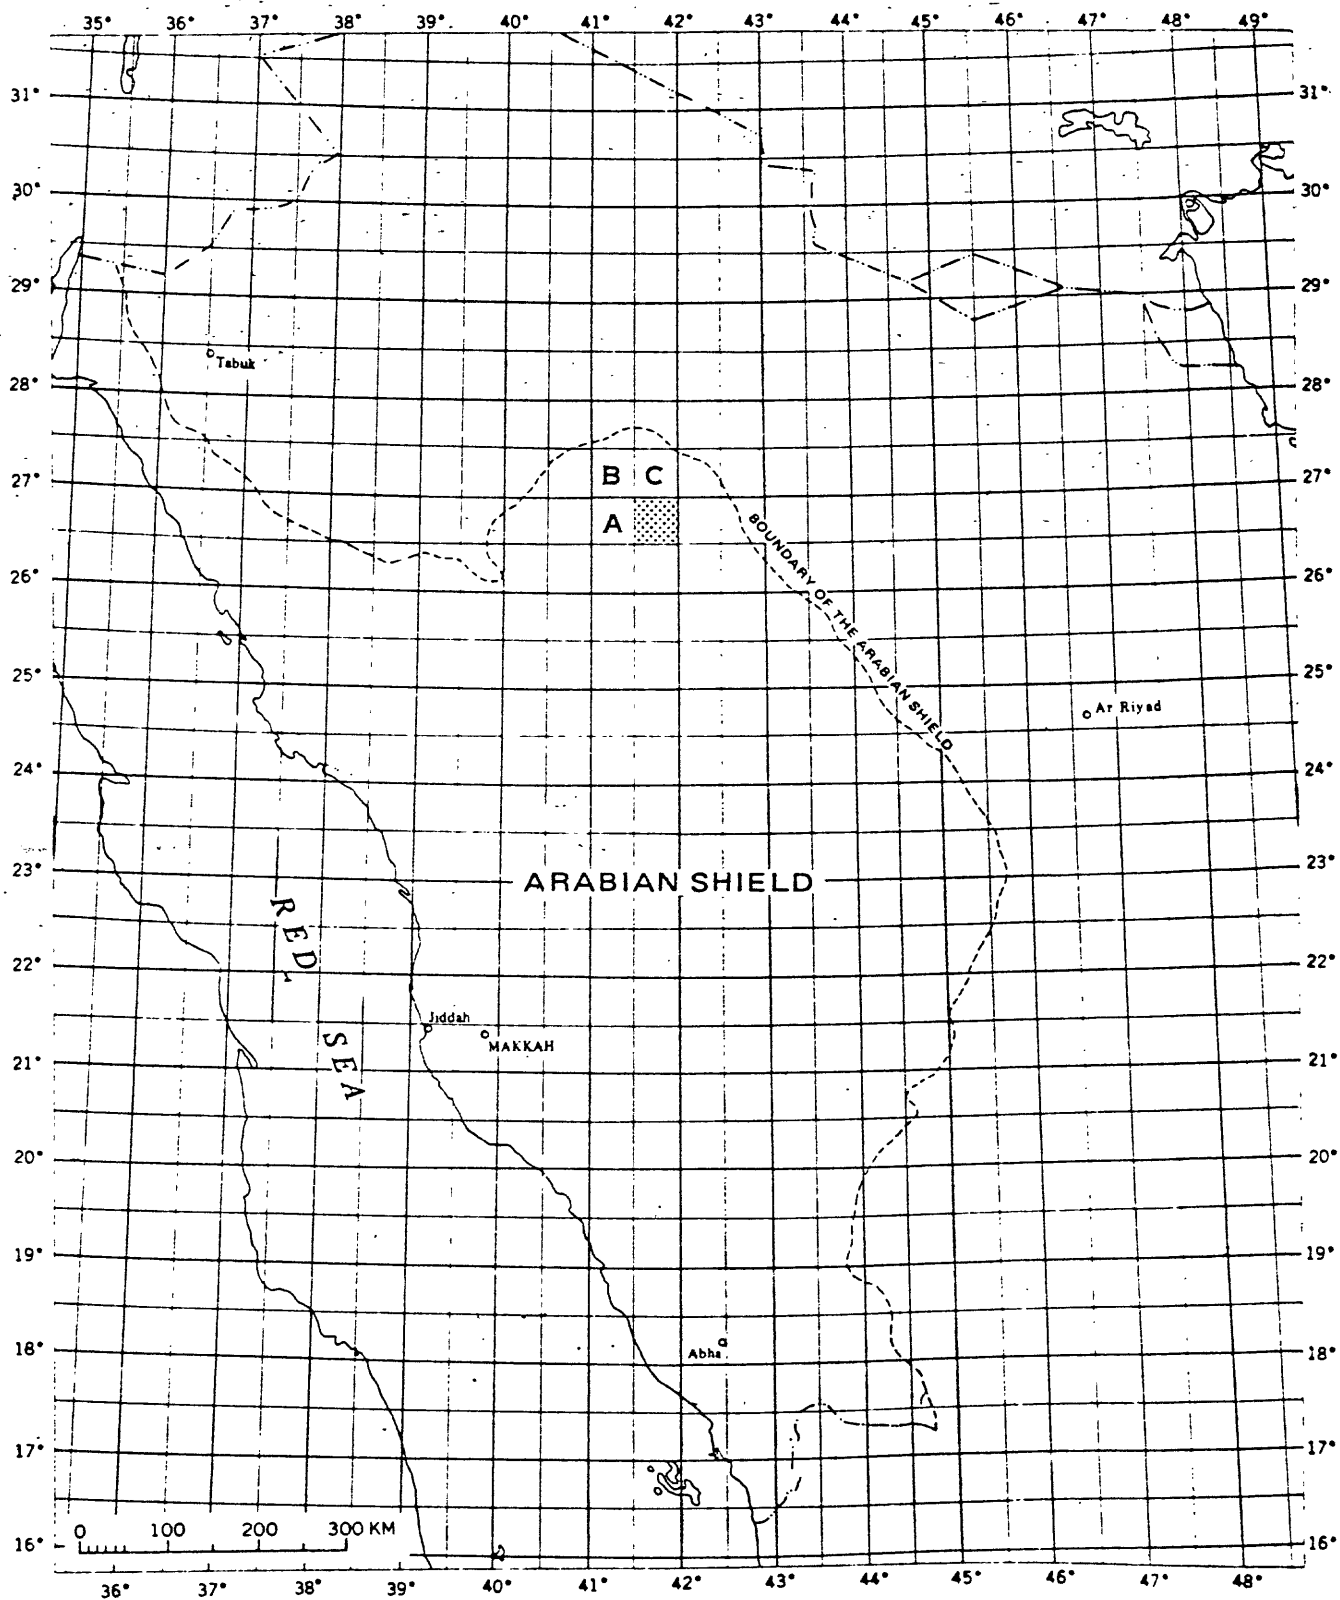 35° 36° 37° 38° 39° 40° 41° 42° 43° 44° 45° 46° 47° 48° 49°
31° 31°
30° 30°
29° 29°
Tabuk
28° 28°
27° B C 27°
A
BOUNDARY OF THE ARABIAN SHIELD
26° 26°
25° 25°
Ar Riyad
24° 24°
23° ARABIAN SHIELD 23°
RED
22° 22°
Jiddah
MAKKAH
SEA
21° 21°
20° 20°
19° 19°
18° Abha 18°
17° 17°
0 100 200 300 KM
16° 16°
36° 37° 38° 39° 40° 41° 42° 43° 44° 45° 46° 47° 48°